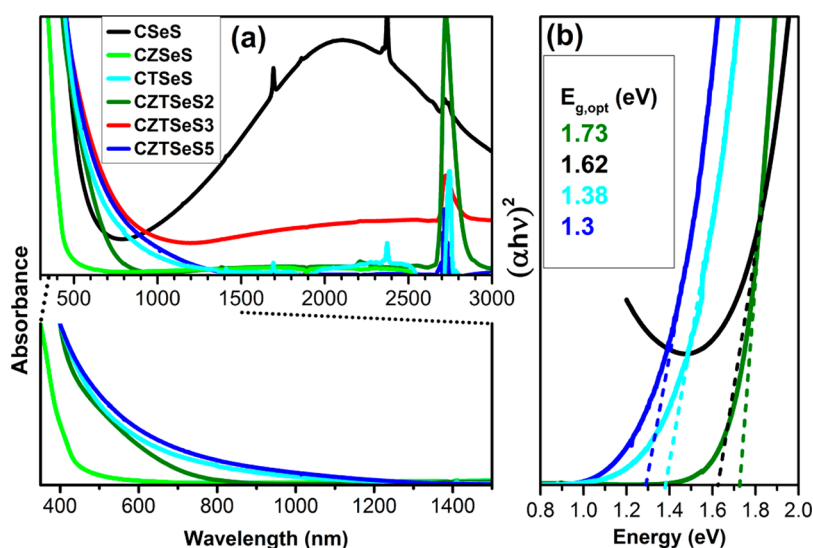 (a)
CSeS
CZSeS
CTSeS
CZTSeS2
CZTSeS3
CZTSeS5
500 1000 1500 2000 2500 3000
Absorbance
400 600 800 1000 1200 1400
Wavelength (nm)
(b)
E_g,opt (eV)
1.73
1.62
1.38
1.3
(αhν)²
0.8 1.0 1.2 1.4 1.6 1.8 2.0
Energy (eV)